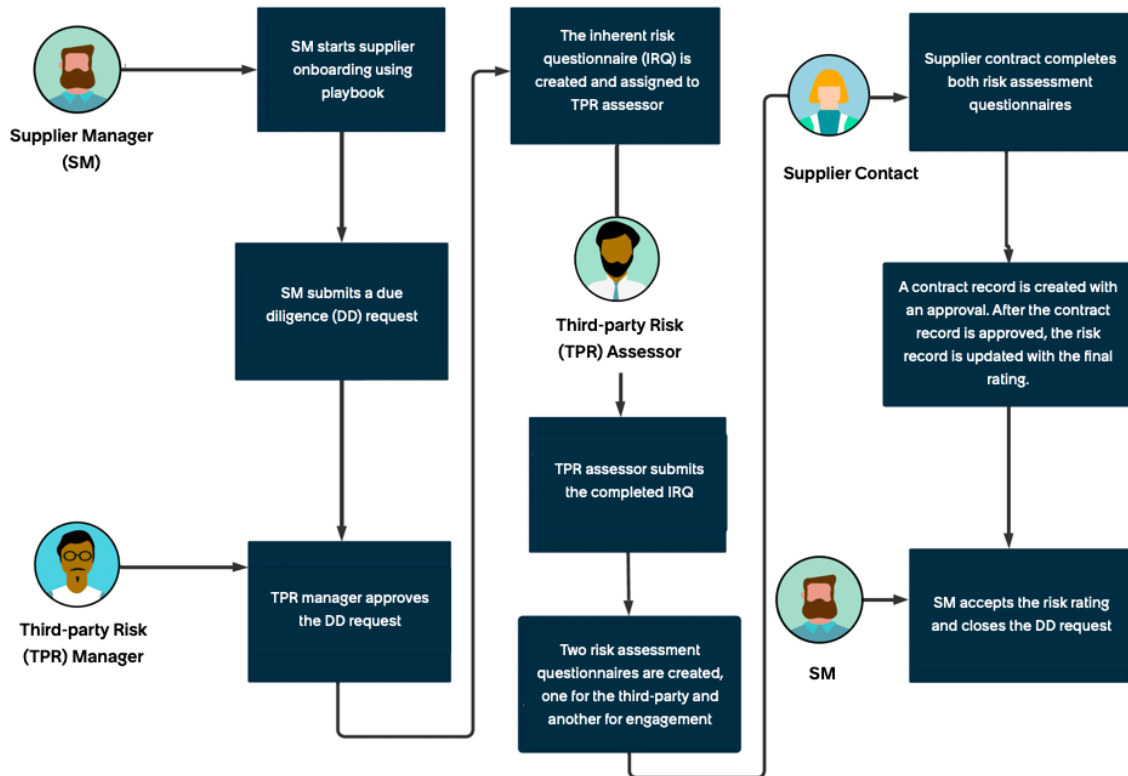 SM starts supplier
onboarding using
playbook
Supplier Manager
(SM)
SM submits a due
diligence (DD) request
TPR manager approves
the DD request
Third-party Risk
(TPR) Manager
The inherent risk
questionnaire (IRQ) is
created and assigned to
TPR assessor
Third-party Risk
(TPR) Assessor
TPR assessor submits
the completed IRQ
Two risk assessment
questionnaires are created,
one for the third-party and
another for engagement
Supplier contract completes
both risk assessment
questionnaires
Supplier Contact
A contract record is created with
an approval. After the contract
record is approved, the risk
record is updated with the final
rating.
SM accepts the risk rating
and closes the DD request
SM